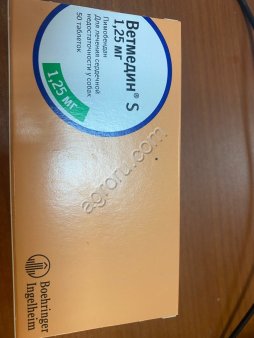 Ветмедин® S
1,25 мг
Пимобендан
Для лечения сердечной
недостаточности у собак
50 таблеток
1,25 мг
agroru.com
Boehringer
Ingelheim